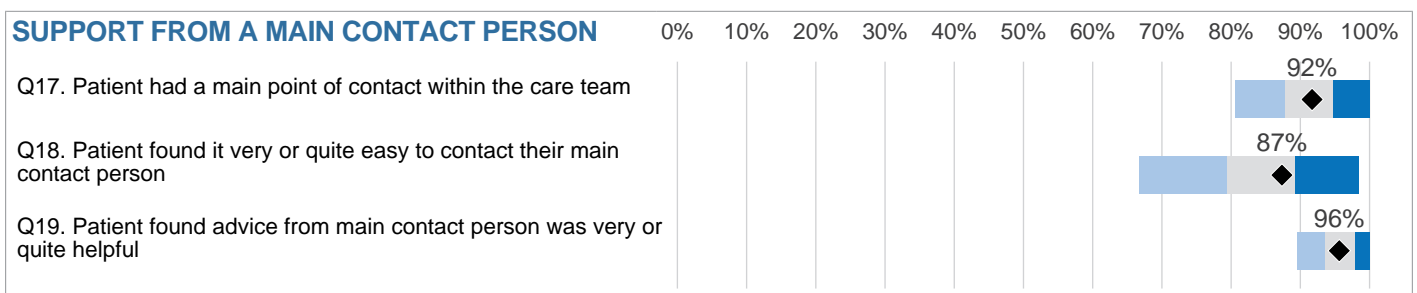 SUPPORT FROM A MAIN CONTACT PERSON 0% 10% 20% 30% 40% 50% 60% 70% 80% 90% 100%
92%
Q17. Patient had a main point of contact within the care team
87%
Q18. Patient found it very or quite easy to contact their main
contact person
96%
Q19. Patient found advice from main contact person was very or
quite helpful